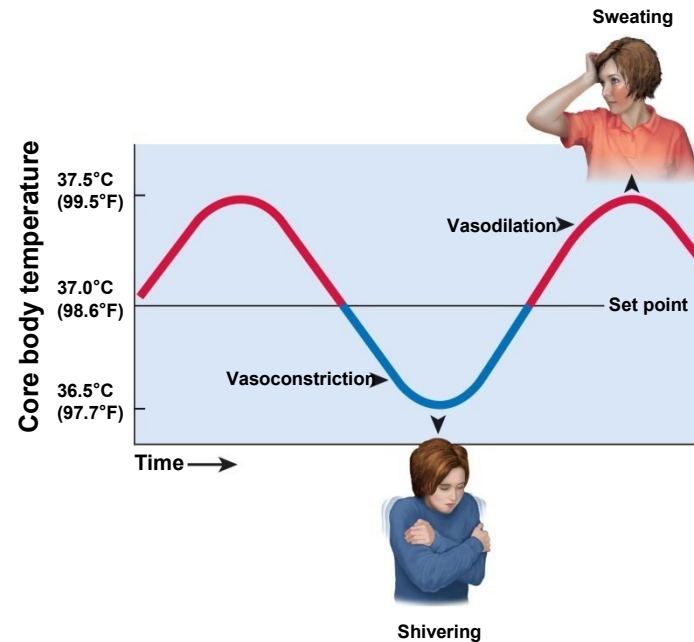 Sweating
Core body temperature
37.5°C
(99.5°F)
Vasodilation
37.0°C
(98.6°F)
Set point
Vasoconstriction
36.5°C
(97.7°F)
Time
Shivering